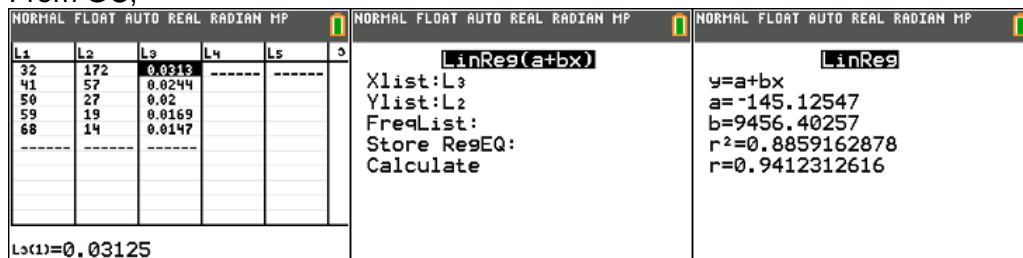 From GC,
NORMAL FLOAT AUTO REAL RADIAN MP
L1 L2 L3 L4 L5 3
32 172 0.0313 ------ ------
41 57 0.0244
50 27 0.02
59 19 0.0169
68 14 0.0147
------ ------ ------
L3(1)=0.03125
NORMAL FLOAT AUTO REAL RADIAN MP
LinReg(a+bx)
Xlist:L3
Ylist:L2
FreqList:
Store RegEQ:
Calculate
NORMAL FLOAT AUTO REAL RADIAN MP
LinReg
y=a+bx
a=-145.12547
b=9456.40257
r²=0.8859162878
r=0.9412312616